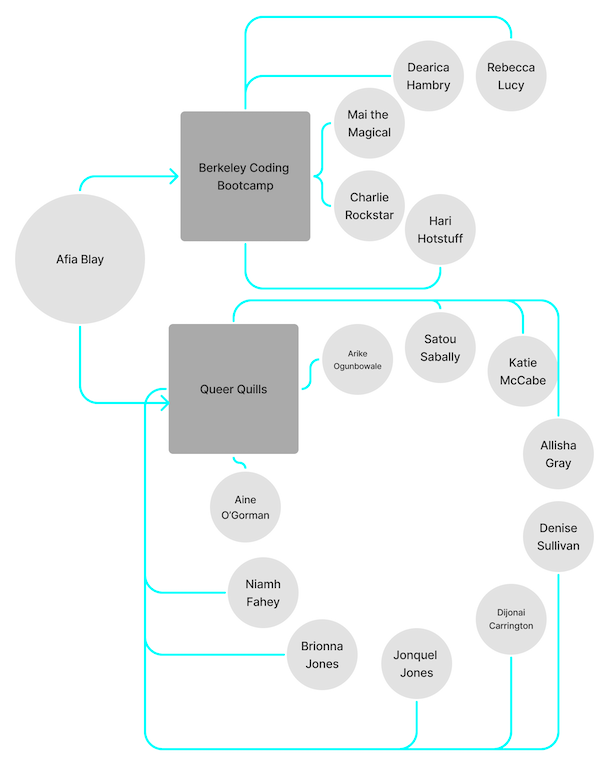 Dearica
Hambry
Rebecca
Lucy
Mai the
Magical
Berkeley Coding
Bootcamp
Charlie
Rockstar
Hari
Hotstuff
Afia Blay
Satou
Sabally
Arike
Ogunbowale
Katie
McCabe
Queer Quills
Allisha
Gray
Aine
O'Gorman
Denise
Sullivan
Niamh
Fahey
Dijonai
Carrington
Brionna
Jones
Jonquel
Jones